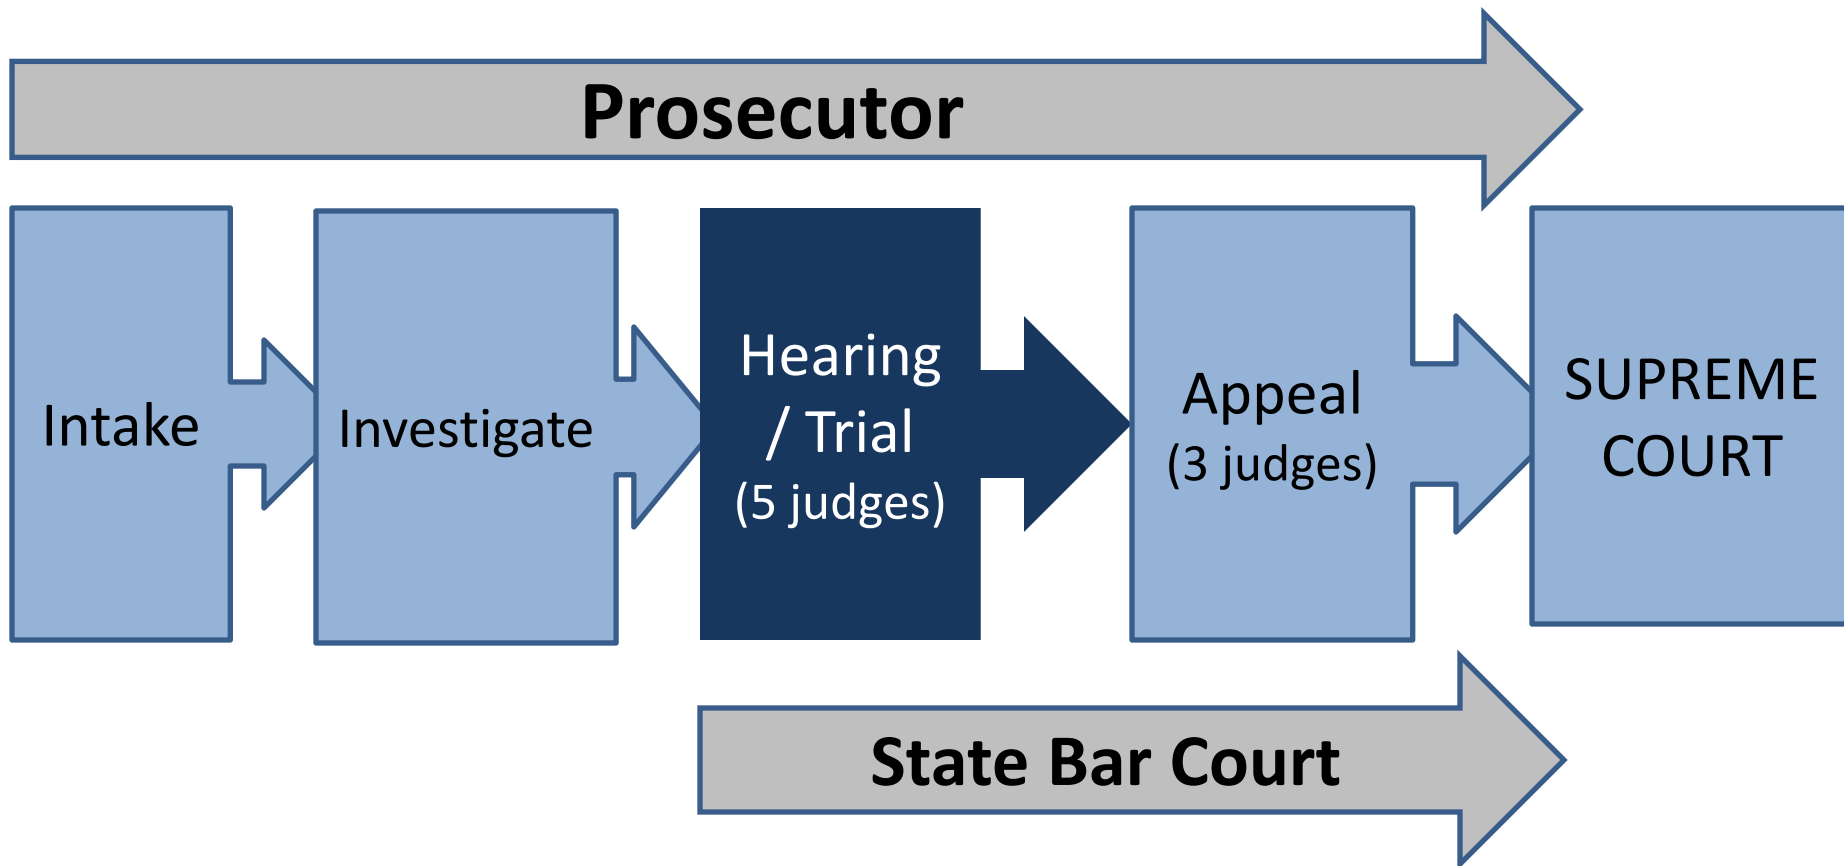 Prosecutor
Intake
Investigate
Hearing
/ Trial
(5 judges)
Appeal
(3 judges)
SUPREME
COURT
State Bar Court